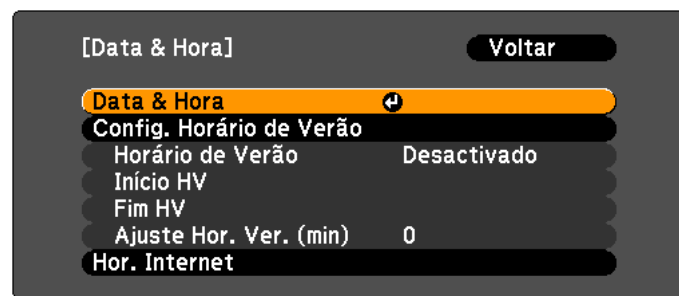 [Data & Hora] Voltar
Data & Hora
Config. Horário de Verão
Horário de Verão Desactivado
Início HV
Fim HV
Ajuste Hor. Ver. (min) 0
Hor. Internet